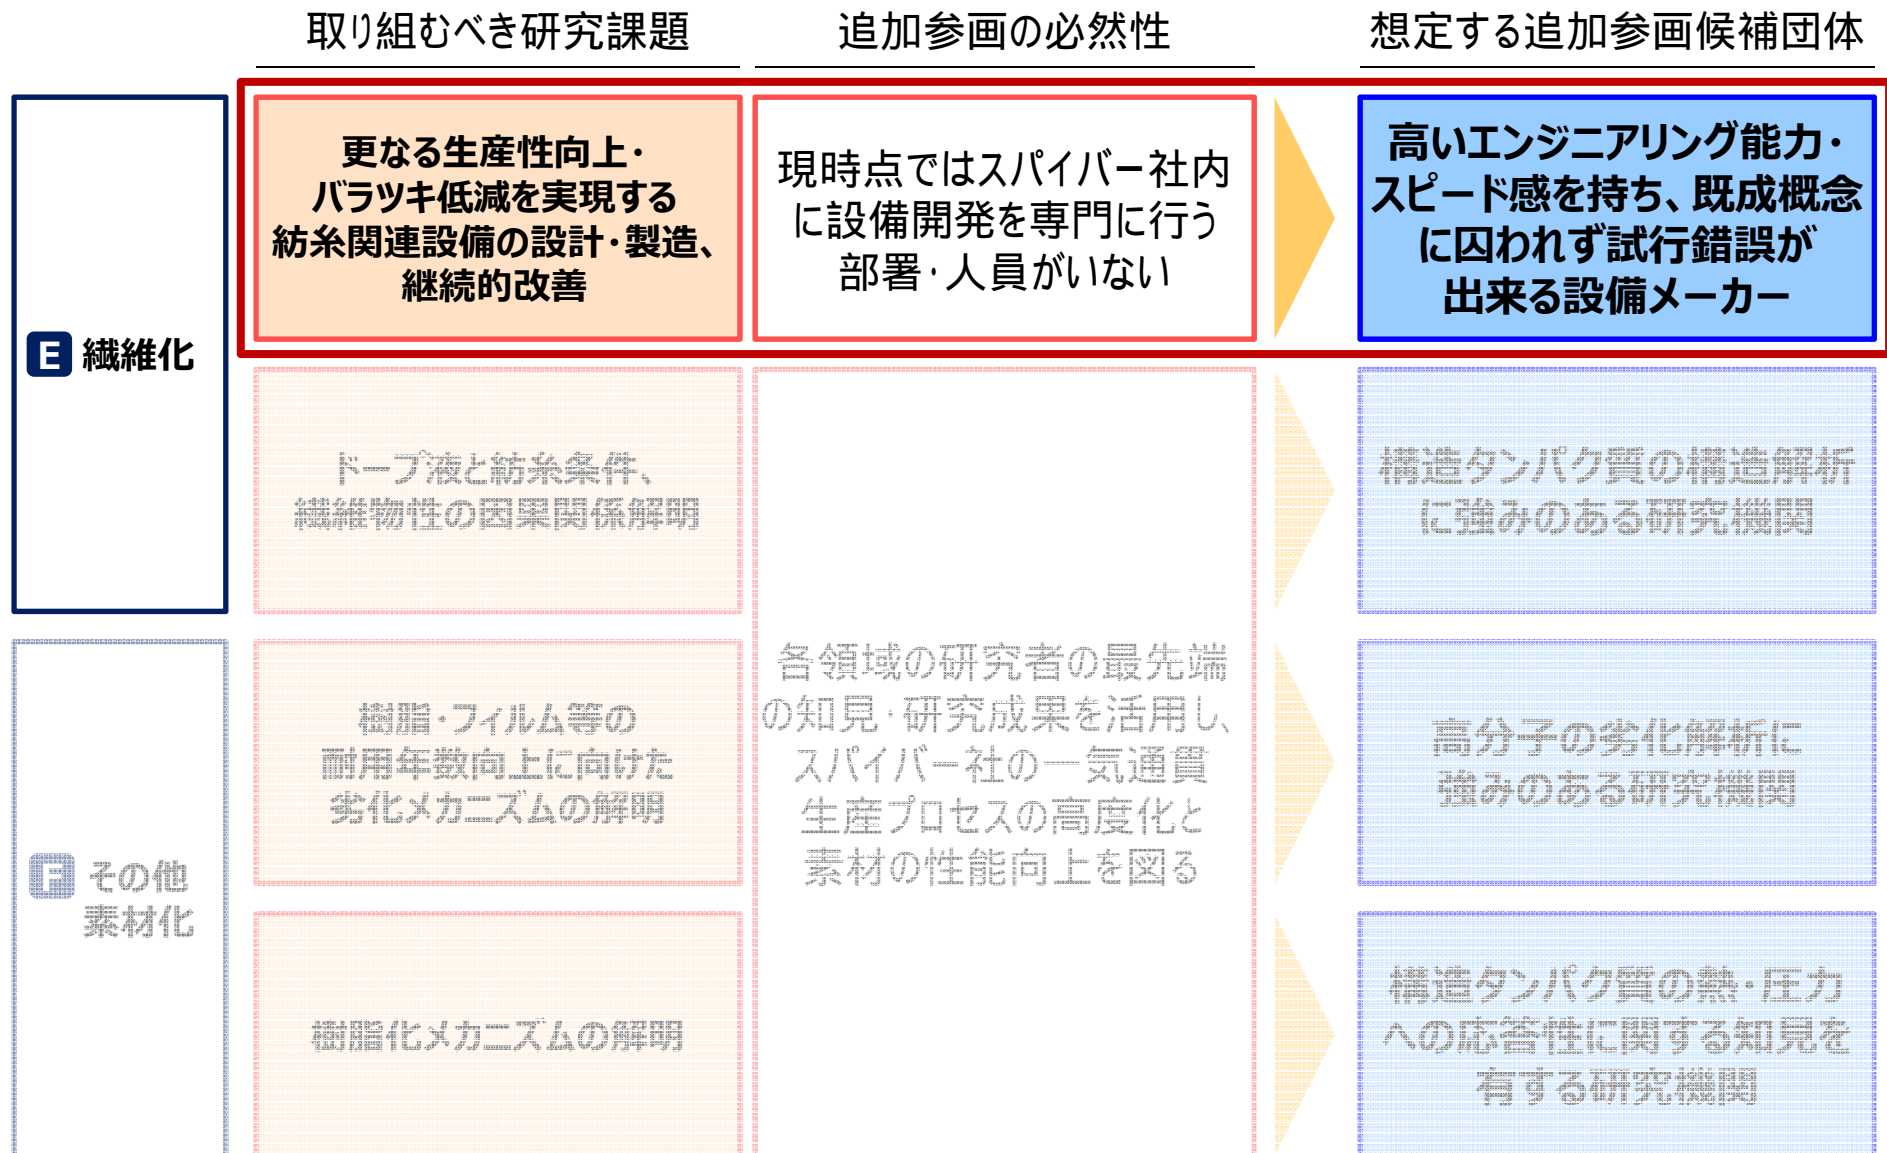 取り組むべき研究課題
追加参画の必然性
想定する追加参画候補団体
E 繊維化
更なる生産性向上・
バラツキ低減を実現する
紡糸関連設備の設計・製造、
継続的改善
現時点ではスパイバー社内
に設備開発を専門に行う
部署・人員がいない
高いエンジニアリング能力・
スピード感を持ち、既成概念
に囚われず試行錯誤が
出来る設備メーカー
ドープ液と紡糸条件、
繊維物性の因果関係解明
構造タンパク質の構造解析
に強みのある研究機関
F その他
素材化
樹脂・フィルム等の
耐用年数向上に向けた
劣化メカニズムの解明
各領域の研究者の最先端
の知見・研究成果を活用し、
スパイバー社の一気通貫
生産プロセスの高度化と
素材の性能向上を図る
高分子の劣化解析に
強みのある研究機関
樹脂化メカニズムの解明
構造タンパク質の熱・圧力
への応答性に関する知見を
有する研究機関